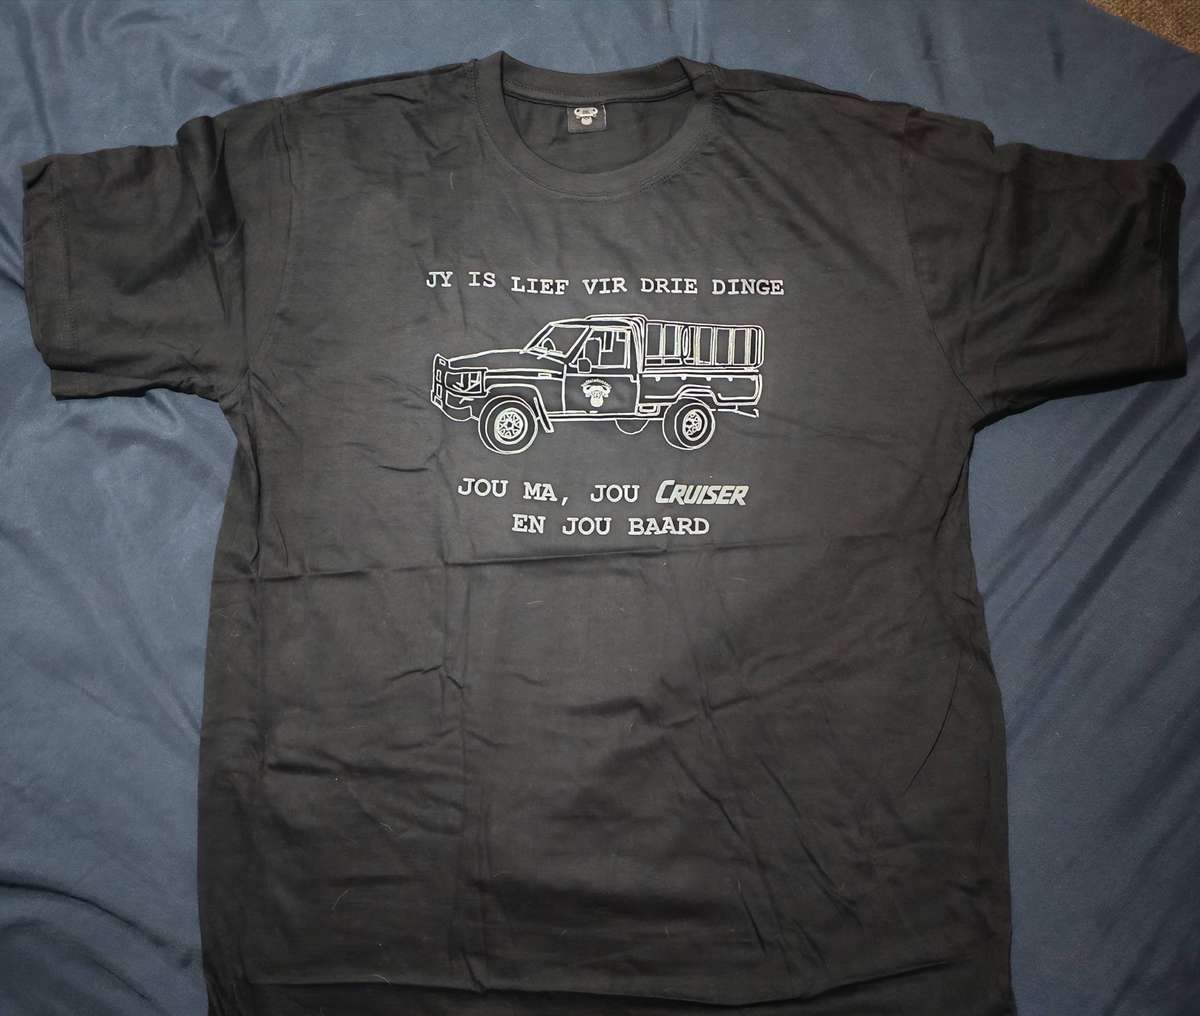 JY IS LIEF VIR DRIE DINGE
JOU MA, JOU CRUISER
EN JOU BAARD